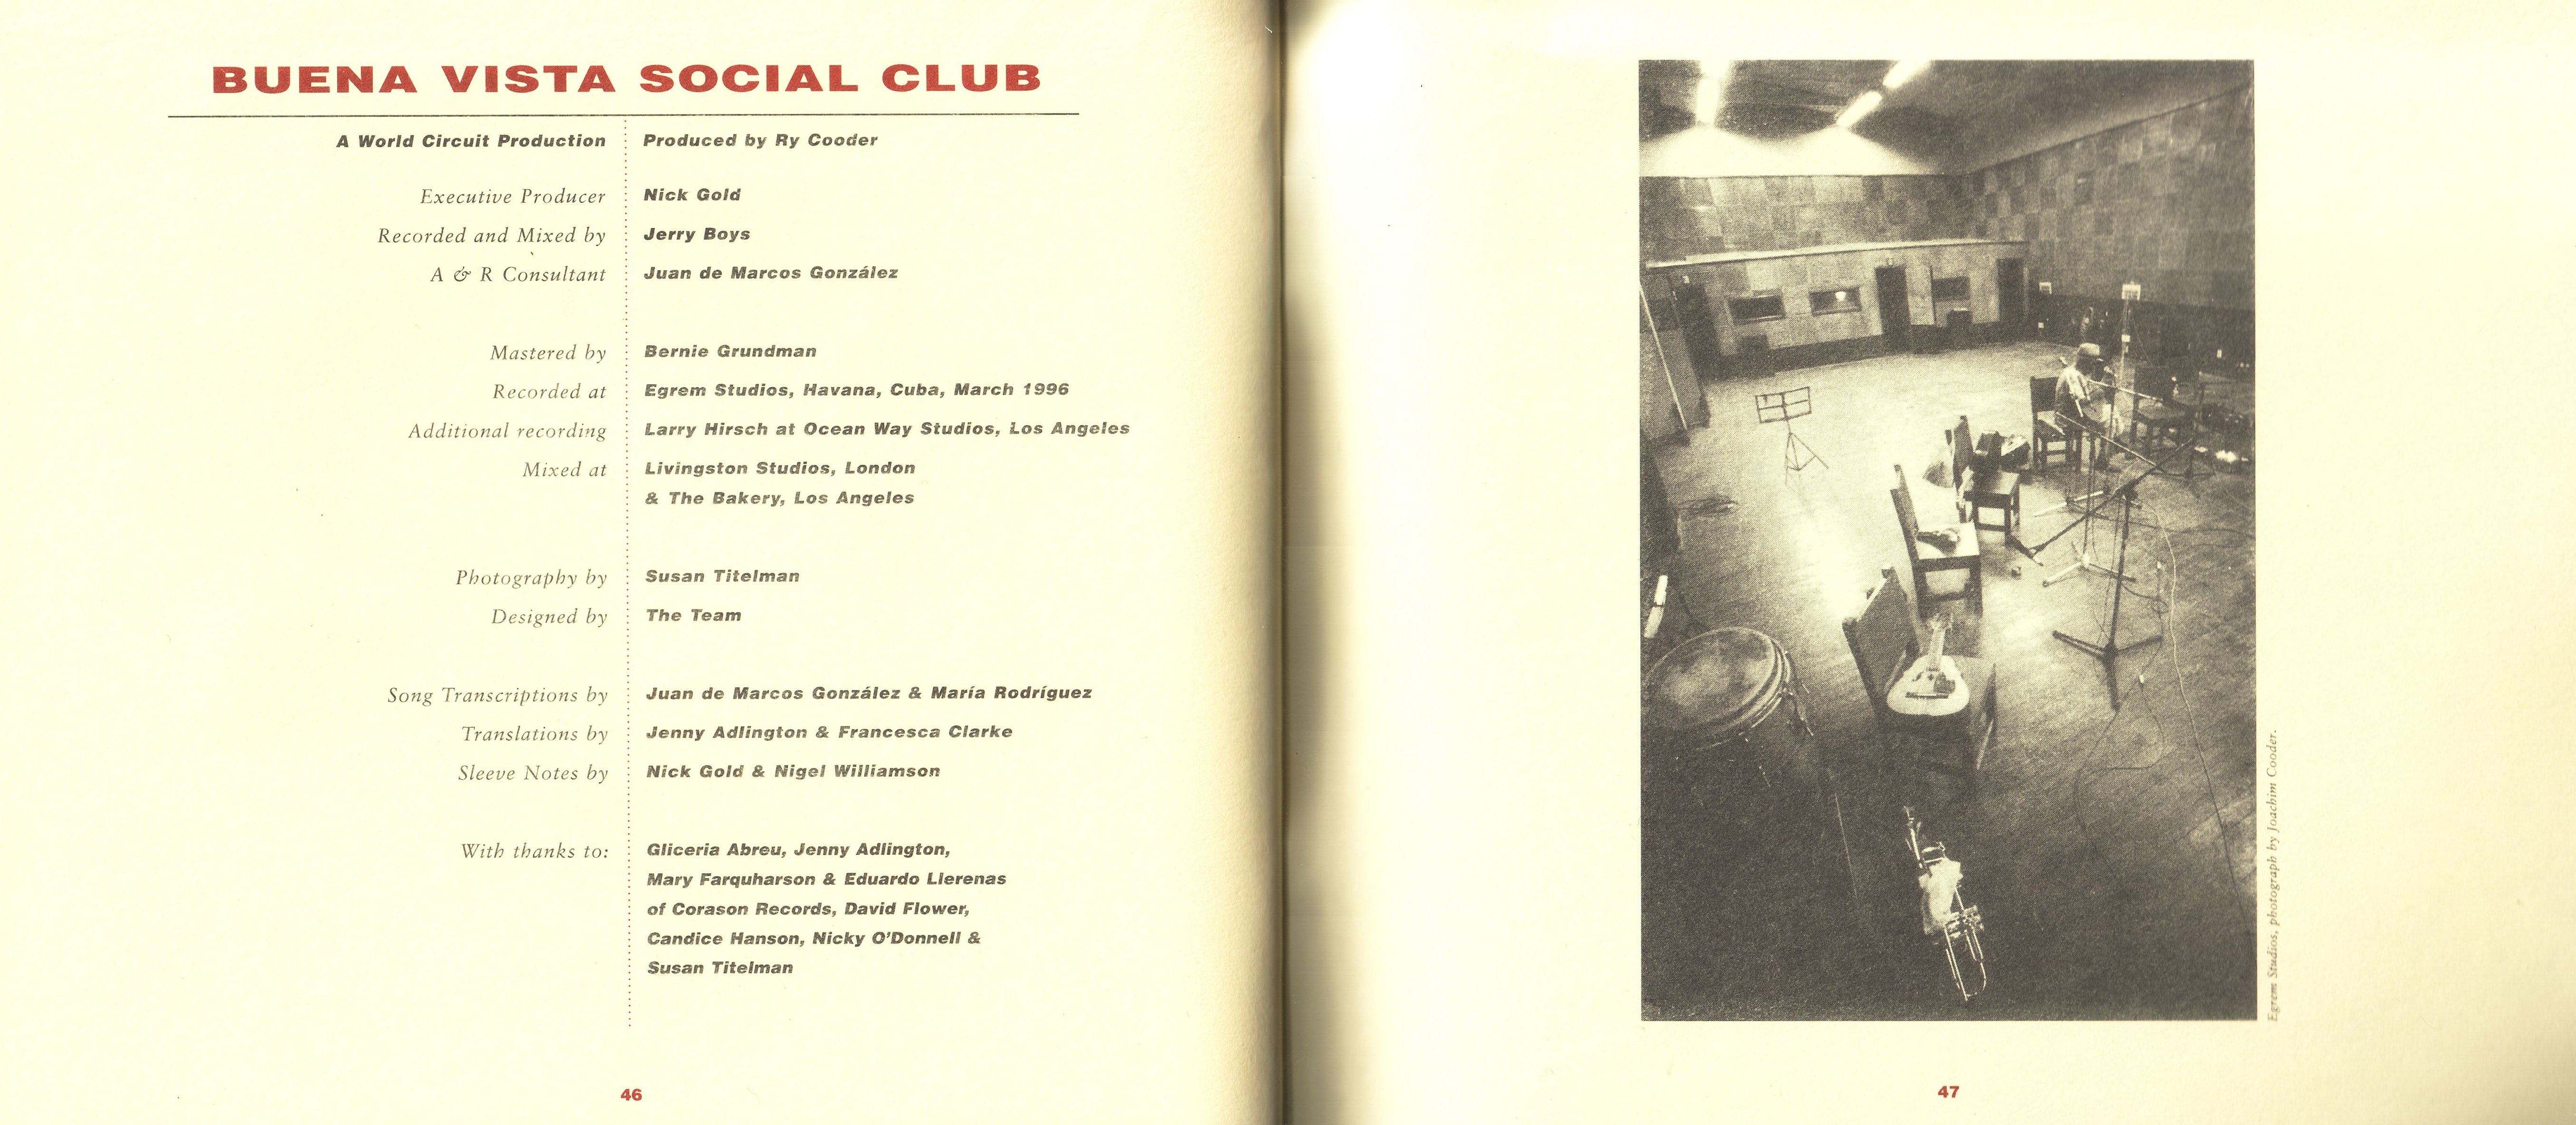 BUENA VISTA SOCIAL CLUB
A World Circuit Production Produced by Ry Cooder
Executive Producer Nick Gold
Recorded and Mixed by Jerry Boys
A & R Consultant Juan de Marcos González
Mastered by Bernie Grundman
Recorded at Egrem Studios, Havana, Cuba, March 1996
Additional recording Larry Hirsch at Ocean Way Studios, Los Angeles
Mixed at Livingston Studios, London
& The Bakery, Los Angeles
Photography by Susan Titelman
Designed by The Team
Song Transcriptions by Juan de Marcos González & María Rodríguez
Translations by Jenny Adlington & Francesca Clarke
Sleeve Notes by Nick Gold & Nigel Williamson
With thanks to: Gliceria Abreu, Jenny Adlington,
Mary Farquharson & Eduardo Llerenas
of Corason Records, David Flower,
Candice Hanson, Nicky O'Donnell &
Susan Titelman
46
Egrem Studios, photograph by Joachim Cooder.
47